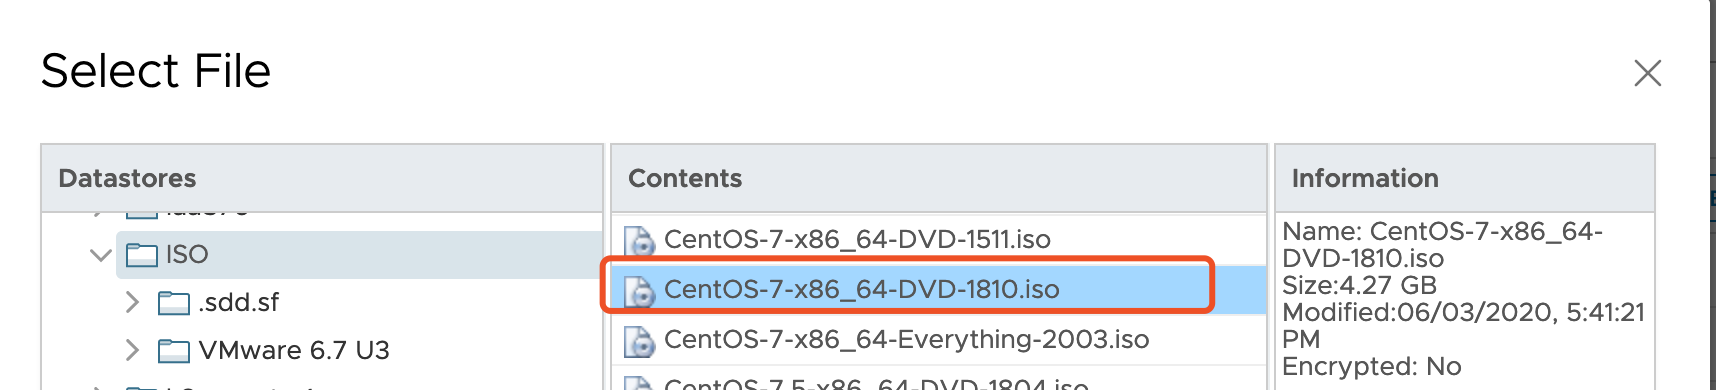 Select File
Datastores
Contents
Information
ISO
.sdd.sf
VMware 6.7 U3
CentOS-7-x86_64-DVD-1511.iso
CentOS-7-x86_64-DVD-1810.iso
CentOS-7-x86_64-Everything-2003.iso
CentOS-7.5-x86_64-DVD-1804.iso
Name: CentOS-7-x86_64-
DVD-1810.iso
Size:4.27 GB
Modified:06/03/2020, 5:41:21
PM
Encrypted: No